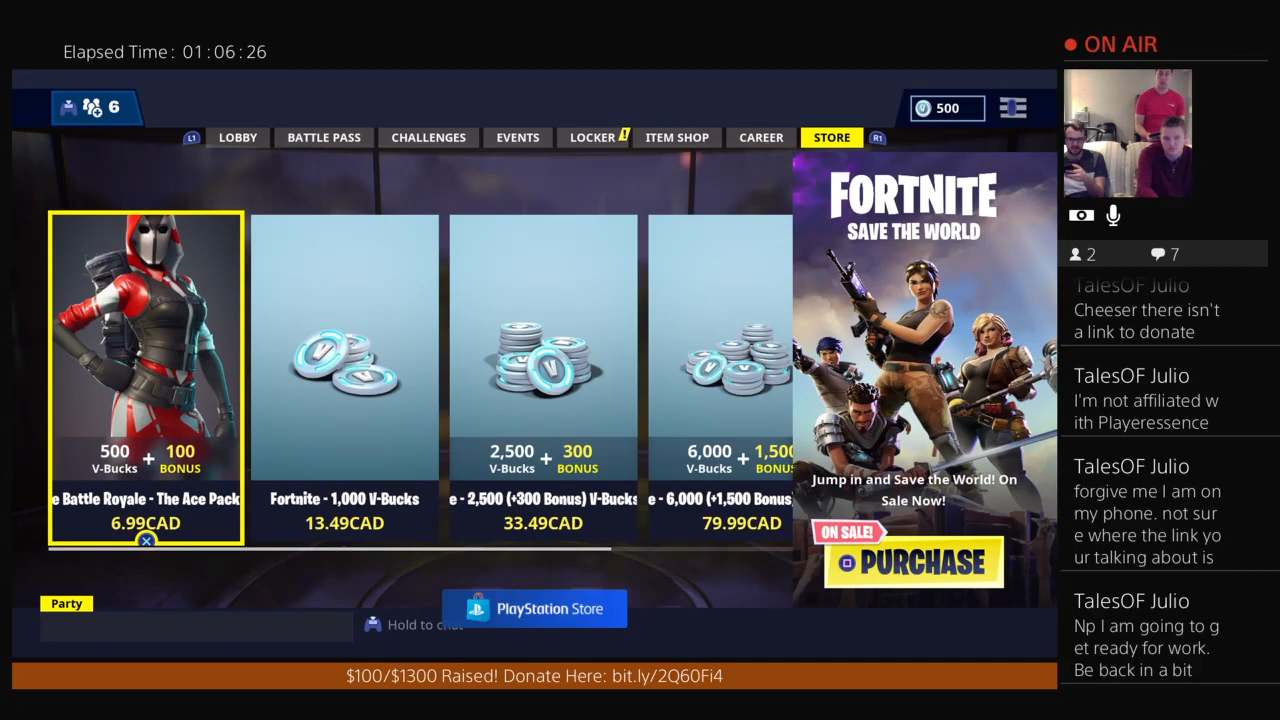 Elapsed Time: 01:06:26
ON AIR
6
500
L1 LOBBY BATTLE PASS CHALLENGES EVENTS LOCKER ! ITEM SHOP CAREER STORE R1
FORTNITE
SAVE THE WORLD
500 + 100
V-Bucks BONUS
e Battle Royale - The Ace Pack
6.99CAD
Fortnite - 1,000 V-Bucks
13.49CAD
2,500 + 300
V-Bucks BONUS
e - 2,500 (+300 Bonus) V-Bucks
33.49CAD
6,000 + 1,500
V-Bucks BONUS
e - 6,000 (+1,500 Bonus)
79.99CAD
Jump in and Save the World! On
Sale Now!
ON SALE!
PURCHASE
Party
Hold to chat
PlayStation Store
$100/$1300 Raised! Donate Here: bit.ly/2Q60Fi4
2 7
TalesOF Julio
Cheeser there isn't
a link to donate
TalesOF Julio
I'm not affiliated w
ith Playeressence
TalesOF Julio
forgive me I am on
my phone. not sur
e where the link yo
ur talking about is
TalesOF Julio
Np I am going to g
et ready for work.
Be back in a bit